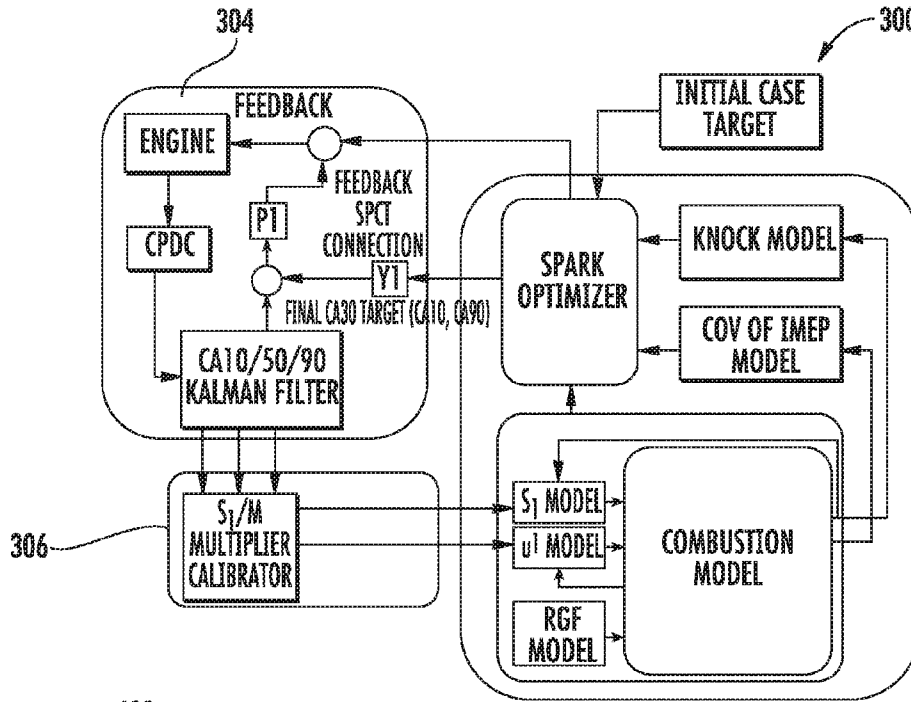 304
300
FEEDBACK
INITIAL CASE
TARGET
ENGINE
FEEDBACK
SPCT
CONNECTION
P1
CPDC
Y1
FINAL CA30 TARGET (CA10, CA90)
SPARK
OPTIMIZER
KNOCK MODEL
COV OF IMEP
MODEL
CA10/50/90
KALMAN FILTER
S1/M
MULTIPLIER
CALIBRATOR
306
S1 MODEL
u1 MODEL
RGF
MODEL
COMBUSTION
MODEL